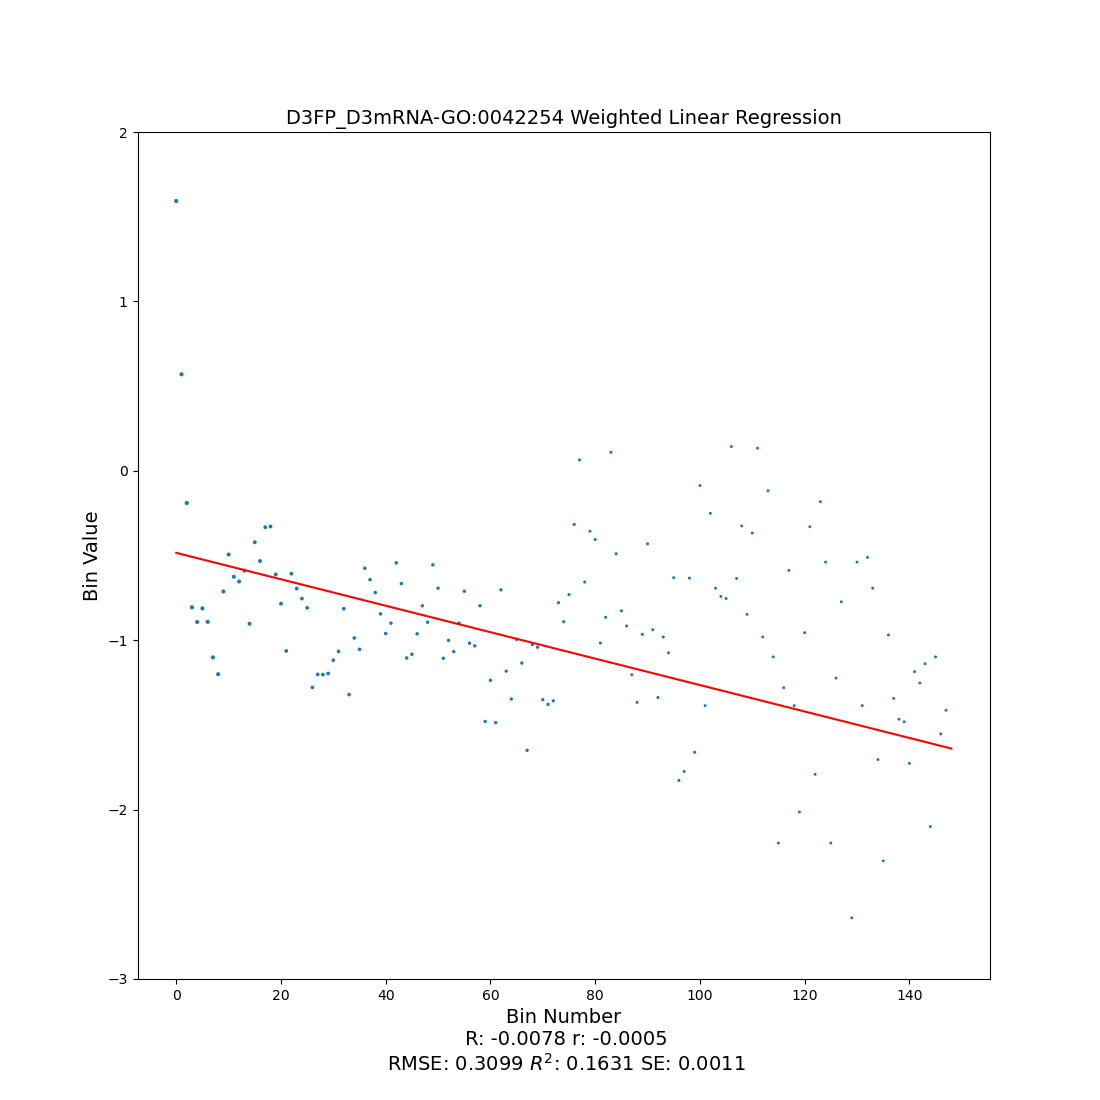 D3FP_D3mRNA-GO:0042254 Weighted Linear Regression
2
1
0
−1
−2
−3
Bin Value
0 20 40 60 80 100 120 140
Bin Number
R: -0.0078 r: -0.0005
RMSE: 0.3099 R²: 0.1631 SE: 0.0011